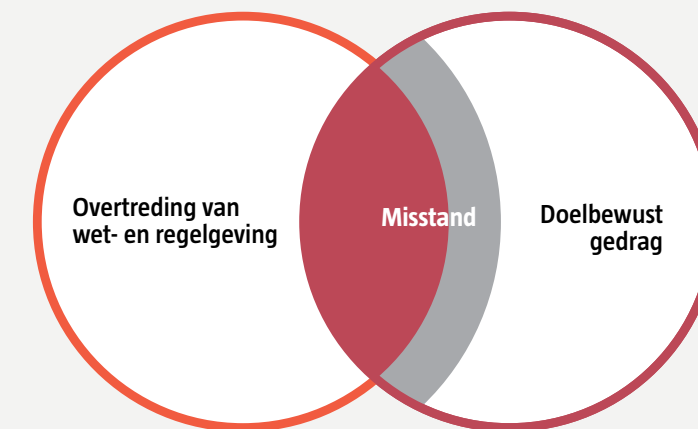 Overtreding van
wet- en regelgeving
Misstand
Doelbewust
gedrag